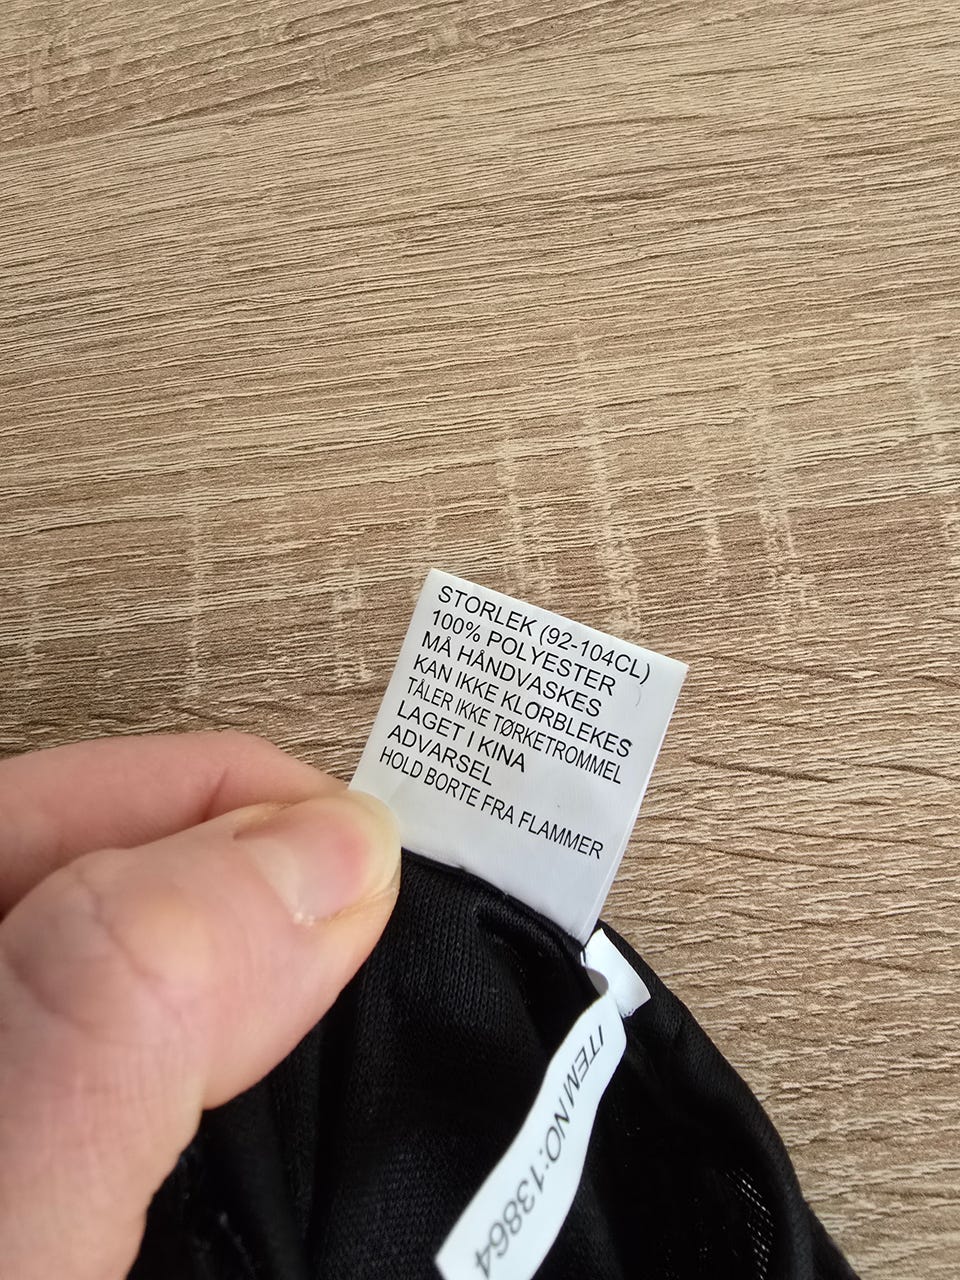 STORLEK (92-104CL)
100% POLYESTER
MÅ HÅNDVASKES
KAN IKKE KLORBLEKES
TÅLER IKKE TØRKETROMMEL
LAGET I KINA
ADVARSEL
HOLD BORTE FRA FLAMMER
ITEM NO:13864